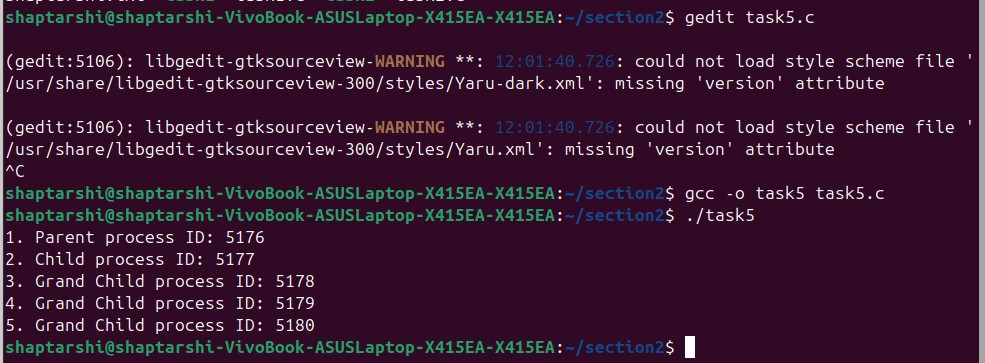 shaptarshi@shaptarshi-VivoBook-ASUSLaptop-X415EA-X415EA:~/section2$ gedit task5.c
(gedit:5106): libgedit-gtksourceview-WARNING **: 12:01:40.726: could not load style scheme file '
/usr/share/libgedit-gtksourceview-300/styles/Yaru-dark.xml': missing 'version' attribute
(gedit:5106): libgedit-gtksourceview-WARNING **: 12:01:40.726: could not load style scheme file '
/usr/share/libgedit-gtksourceview-300/styles/Yaru.xml': missing 'version' attribute
^C
shaptarshi@shaptarshi-VivoBook-ASUSLaptop-X415EA-X415EA:~/section2$ gcc -o task5 task5.c
shaptarshi@shaptarshi-VivoBook-ASUSLaptop-X415EA-X415EA:~/section2$ ./task5
1. Parent process ID: 5176
2. Child process ID: 5177
3. Grand Child process ID: 5178
4. Grand Child process ID: 5179
5. Grand Child process ID: 5180
shaptarshi@shaptarshi-VivoBook-ASUSLaptop-X415EA-X415EA:~/section2$